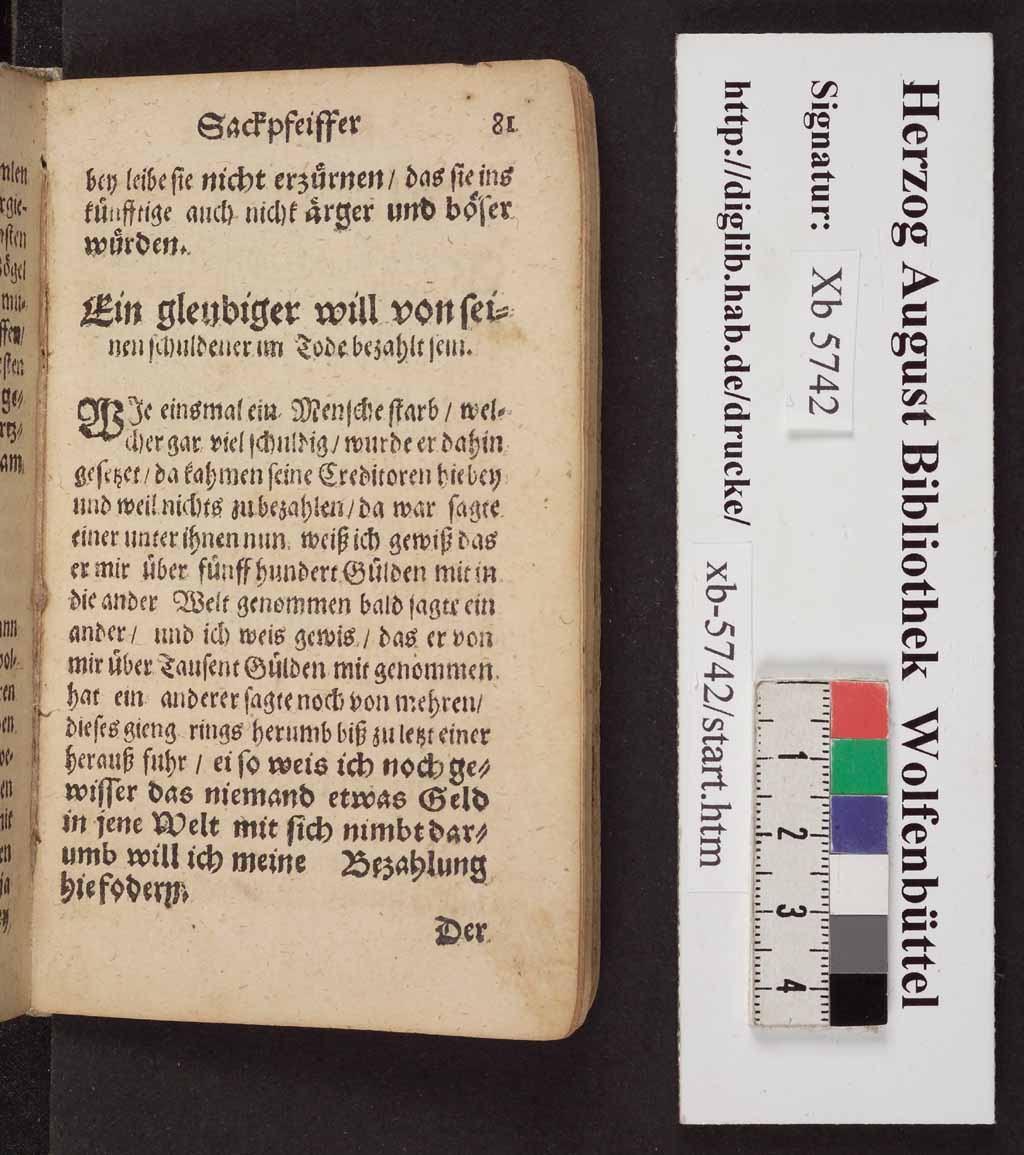 Sackpfeiffer 81
bey leibe sie nicht erzürnen / das sie ins
künfftige auch nicht ärger und böser
würden.
Ein gleubiger will von sei-
nen schuldener im Tode bezahlt sein.
WJe einsmal ein Mensche starb / wel-
cher gar viel schuldig / wurde er dahin
gesetzet / da kahmen seine Creditoren hiebey
und weil nichts zu bezahlen / da war sagte
einer unter ihnen nun weiß ich gewiß das
er mir über fünff hundert Gülden mit in
die ander Welt genommen bald sagte ein
ander / und ich weis gewis / das er von
mir über Tausent Gülden mit genommen
hat ein anderer sagte noch von mehren /
dieses gieng rings herumb biß zu letzt einer
herauß fuhr / ei so weis ich noch ge-
wisser das niemand etwas Geld
in jene Welt mit sich nimbt dar-
umb will ich meine Bezahlung
hie fodern.
Der
Herzog August Bibliothek Wolfenbüttel
Signatur: Xb 5742
http://diglib.hab.de/drucke/ xb-5742/start.htm
1
2
3
4